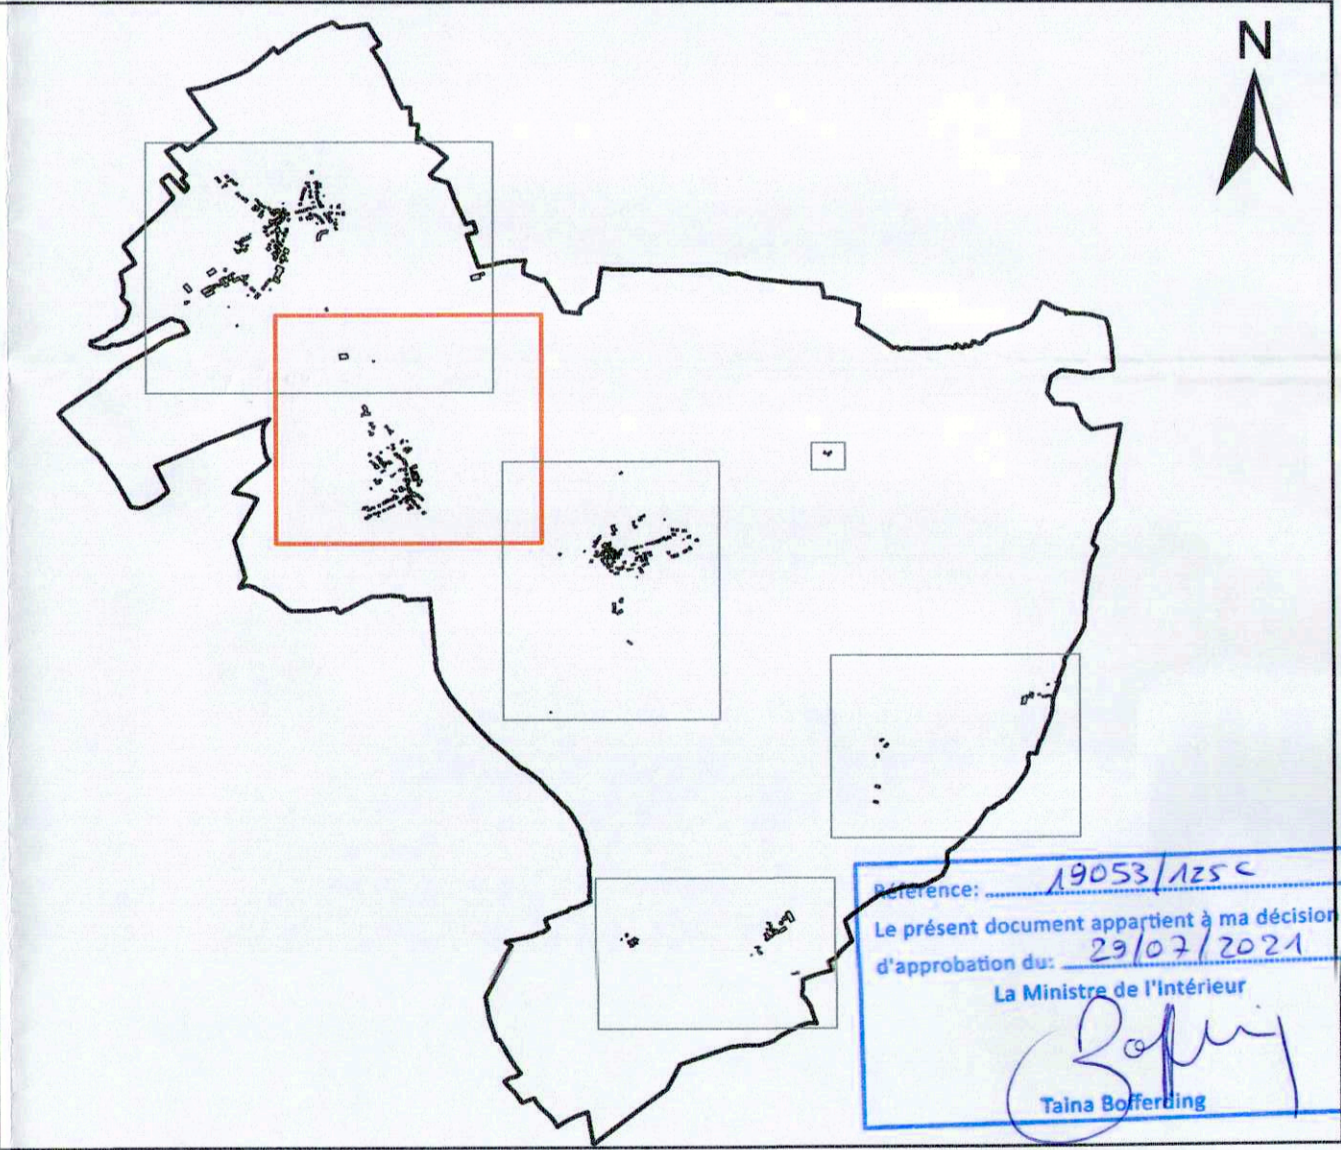 N
Référence: 19053/125c
Le présent document appartient à ma décision
d'approbation du: 29/07/2021
La Ministre de l'Intérieur
Taina Bofferding